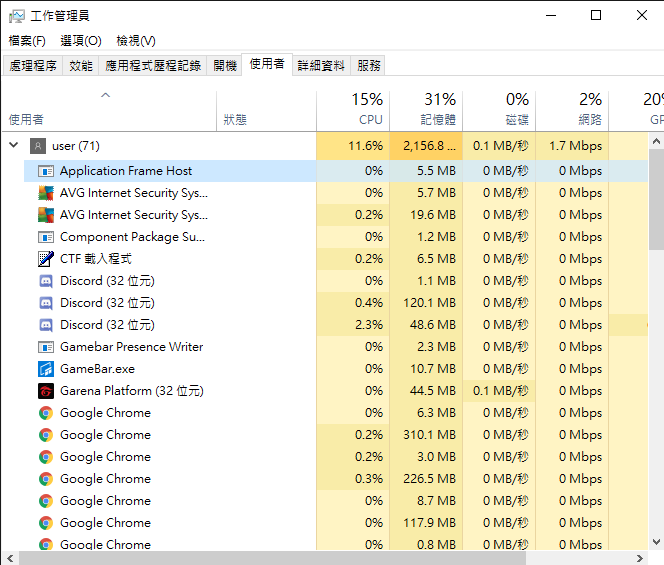 工作管理員
檔案(F) 選項(O) 檢視(V)
處理程序 效能 應用程式歷程記錄 開機 使用者 詳細資料 服務
15% 31% 0% 2% 20%
使用者 狀態 CPU 記憶體 磁碟 網路 GP
user (71) 11.6% 2,156.8 ... 0.1 MB/秒 1.7 Mbps
Application Frame Host 0% 5.5 MB 0 MB/秒 0 Mbps
AVG Internet Security Sys... 0% 5.7 MB 0 MB/秒 0 Mbps
AVG Internet Security Sys... 0.2% 19.6 MB 0 MB/秒 0 Mbps
Component Package Su... 0% 1.2 MB 0 MB/秒 0 Mbps
CTF 載入程式 0.2% 6.5 MB 0 MB/秒 0 Mbps
Discord (32 位元) 0% 1.1 MB 0 MB/秒 0 Mbps
Discord (32 位元) 0.4% 120.1 MB 0 MB/秒 0 Mbps
Discord (32 位元) 2.3% 48.6 MB 0 MB/秒 0 Mbps
Gamebar Presence Writer 0% 2.3 MB 0 MB/秒 0 Mbps
GameBar.exe 0% 10.7 MB 0 MB/秒 0 Mbps
Garena Platform (32 位元) 0% 44.5 MB 0.1 MB/秒 0 Mbps
Google Chrome 0% 6.3 MB 0 MB/秒 0 Mbps
Google Chrome 0.2% 310.1 MB 0 MB/秒 0 Mbps
Google Chrome 0.2% 3.0 MB 0 MB/秒 0 Mbps
Google Chrome 0.3% 226.5 MB 0 MB/秒 0 Mbps
Google Chrome 0% 8.7 MB 0 MB/秒 0 Mbps
Google Chrome 0% 117.9 MB 0 MB/秒 0 Mbps
Google Chrome 0% 0.8 MB 0 MB/秒 0 Mbps